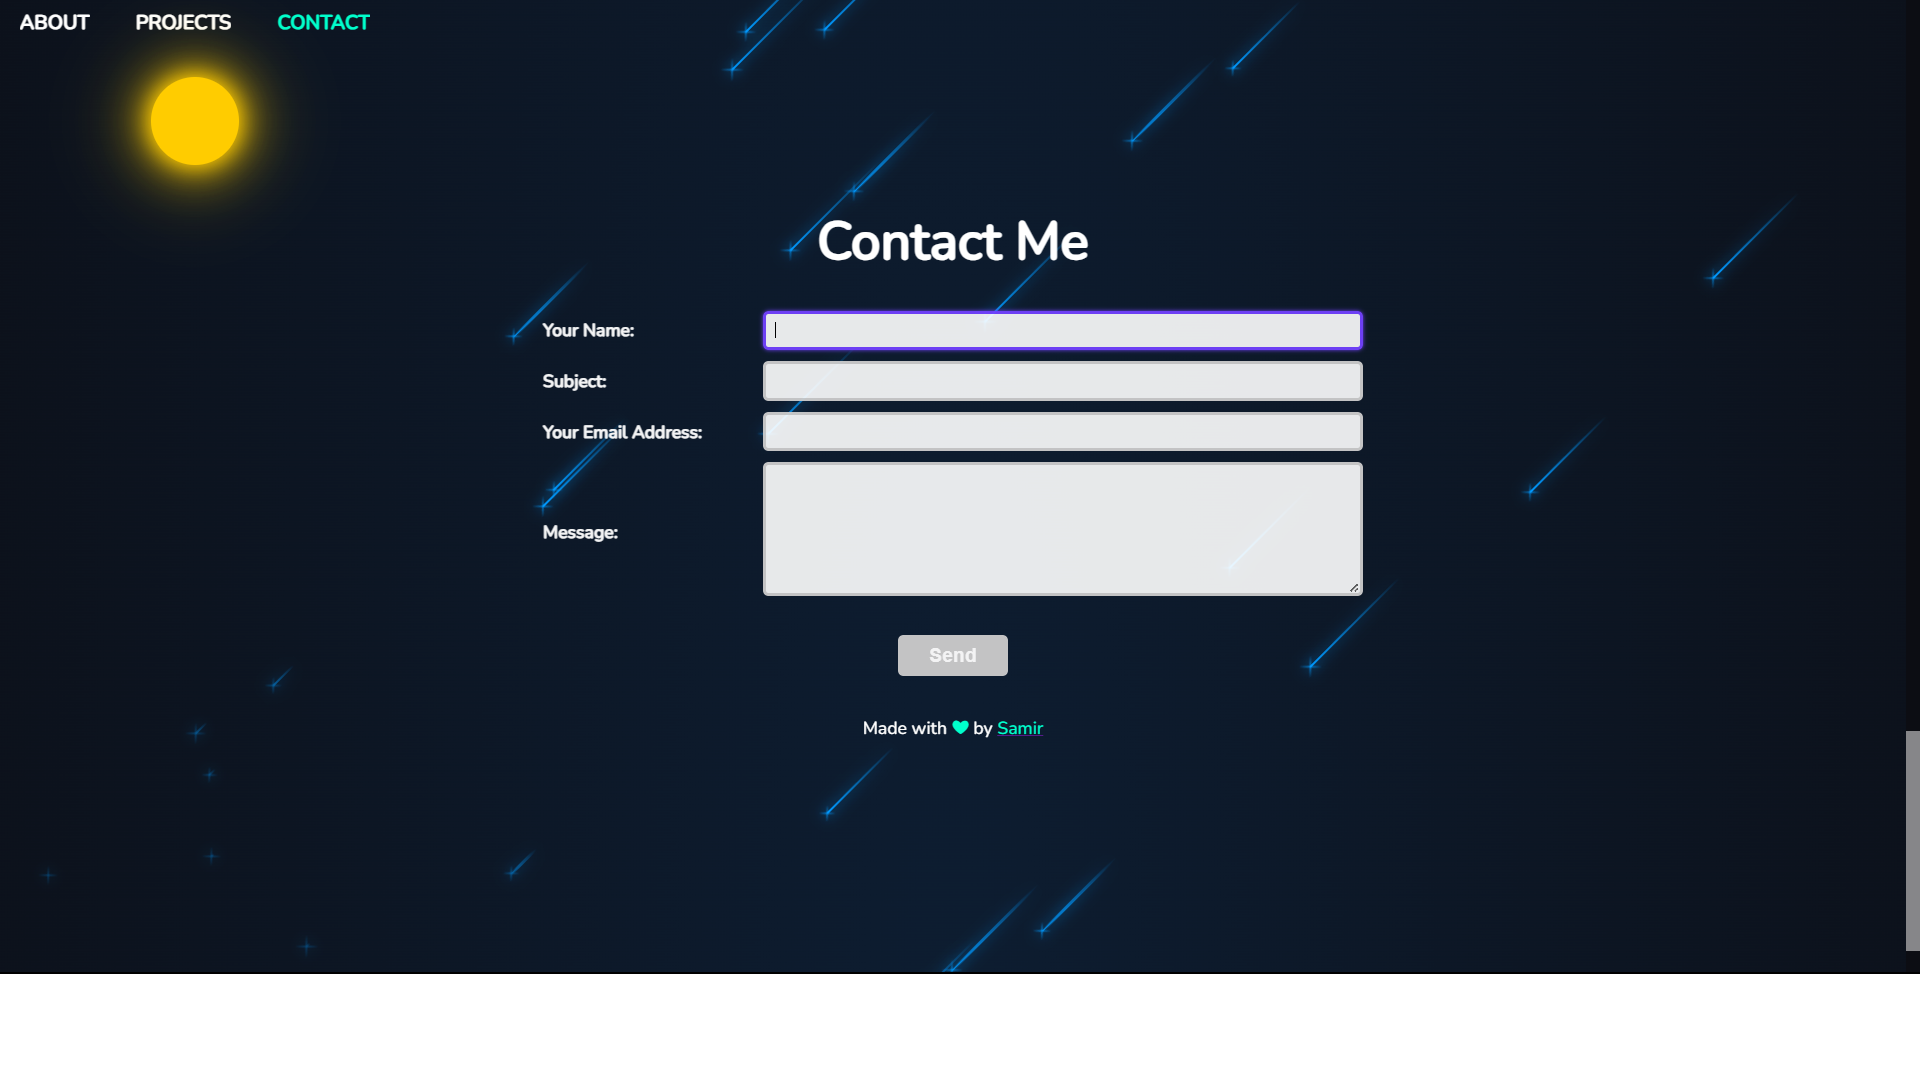 ABOUT PROJECTS CONTACT
Contact Me
Your Name:
Subject:
Your Email Address:
Message:
Send
Made with by Samir